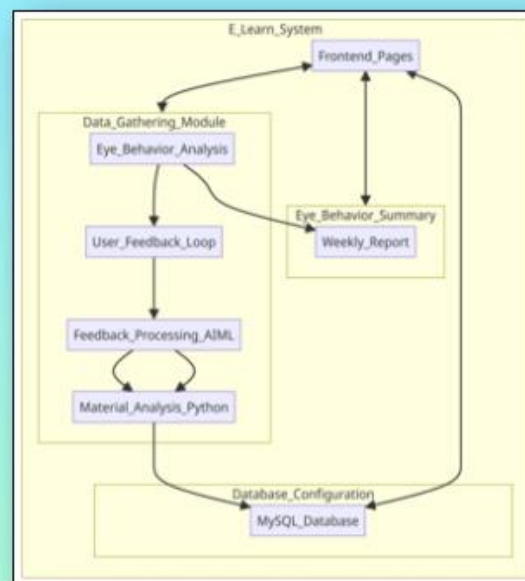 E_Learn_System
Frontend_Pages
Data_Gathering_Module
Eye_Behavior_Analysis
Eye_Behavior_Summary
User_Feedback_Loop
Weekly_Report
Feedback_Processing_AIML
Material_Analysis_Python
Database_Configuration
MySQL_Database